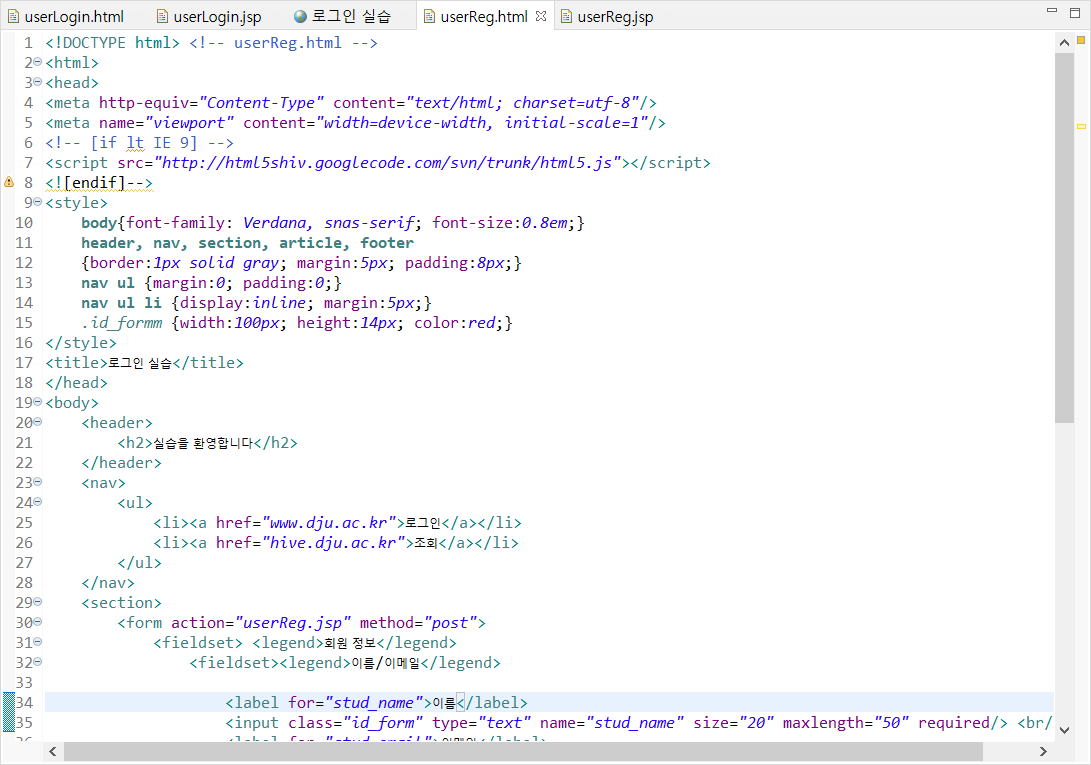 userLogin.html userLogin.jsp 로그인 실습 userReg.html userReg.jsp
1 <!DOCTYPE html> <!-- userReg.html -->
2 <html>
3 <head>
4 <meta http-equiv="Content-Type" content="text/html; charset=utf-8"/>
5 <meta name="viewport" content="width=device-width, initial-scale=1"/>
6 <!-- [if lt IE 9] -->
7 <script src="http://html5shiv.googlecode.com/svn/trunk/html5.js"></script>
8 <![endif]-->
9 <style>
10 body{font-family: Verdana, snas-serif; font-size:0.8em;}
11 header, nav, section, article, footer
12 {border:1px solid gray; margin:5px; padding:8px;}
13 nav ul {margin:0; padding:0;}
14 nav ul li {display:inline; margin:5px;}
15 .id_formm {width:100px; height:14px; color:red;}
16 </style>
17 <title>로그인 실습</title>
18 </head>
19 <body>
20 <header>
21 <h2>실습을 환영합니다</h2>
22 </header>
23 <nav>
24 <ul>
25 <li><a href="www.dju.ac.kr">로그인</a></li>
26 <li><a href="hive.dju.ac.kr">조회</a></li>
27 </ul>
28 </nav>
29 <section>
30 <form action="userReg.jsp" method="post">
31 <fieldset> <legend>회원 정보</legend>
32 <fieldset><legend>이름/이메일</legend>
33
34 <label for="stud_name">이름</label>
35 <input class="id_form" type="text" name="stud_name" size="20" maxlength="50" required/> <br/
36 <label for="stud_email">이메일</label>